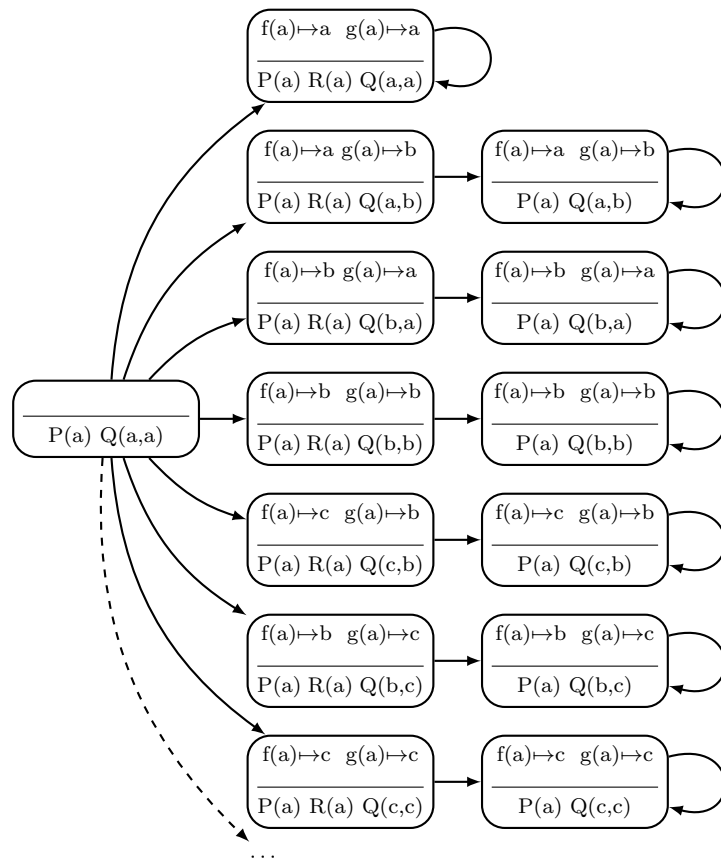 f(a)↦a g(a)↦a
P(a) R(a) Q(a,a)
f(a)↦a g(a)↦b
P(a) R(a) Q(a,b)
f(a)↦a g(a)↦b
P(a) Q(a,b)
f(a)↦b g(a)↦a
P(a) R(a) Q(b,a)
f(a)↦b g(a)↦a
P(a) Q(b,a)
P(a) Q(a,a)
f(a)↦b g(a)↦b
P(a) R(a) Q(b,b)
f(a)↦b g(a)↦b
P(a) Q(b,b)
f(a)↦c g(a)↦b
P(a) R(a) Q(c,b)
f(a)↦c g(a)↦b
P(a) Q(c,b)
f(a)↦b g(a)↦c
P(a) R(a) Q(b,c)
f(a)↦b g(a)↦c
P(a) Q(b,c)
f(a)↦c g(a)↦c
P(a) R(a) Q(c,c)
f(a)↦c g(a)↦c
P(a) Q(c,c)
...